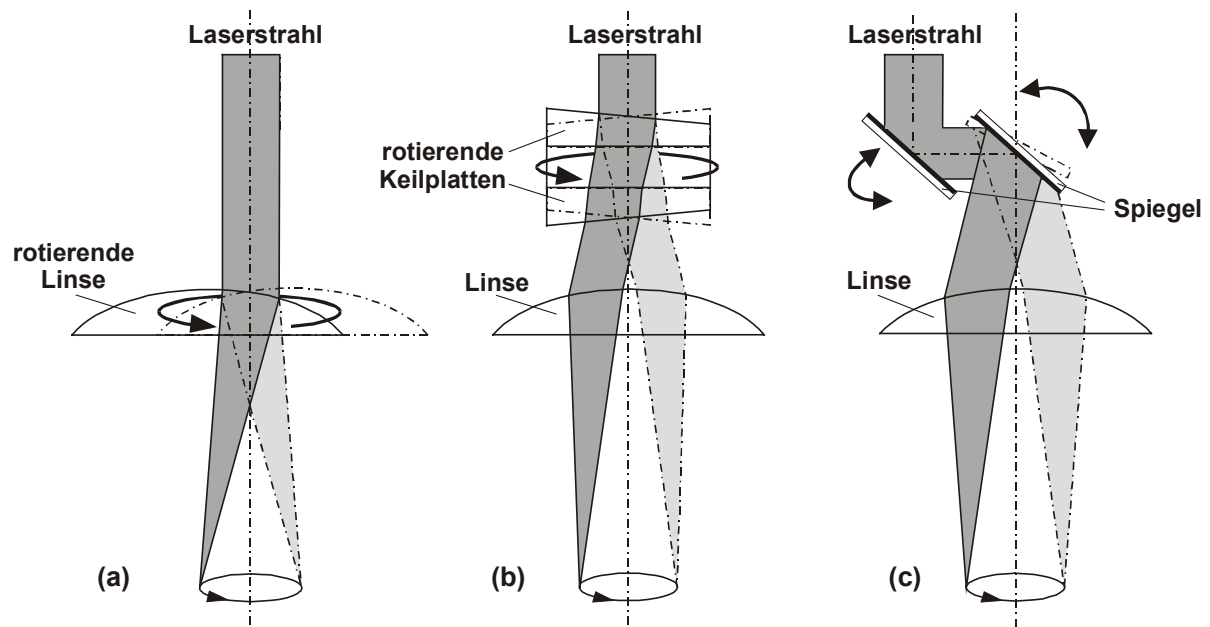 Laserstrahl
rotierende
Linse
(a)
Laserstrahl
rotierende
Keilplatten
Linse
(b)
Laserstrahl
Spiegel
Linse
(c)